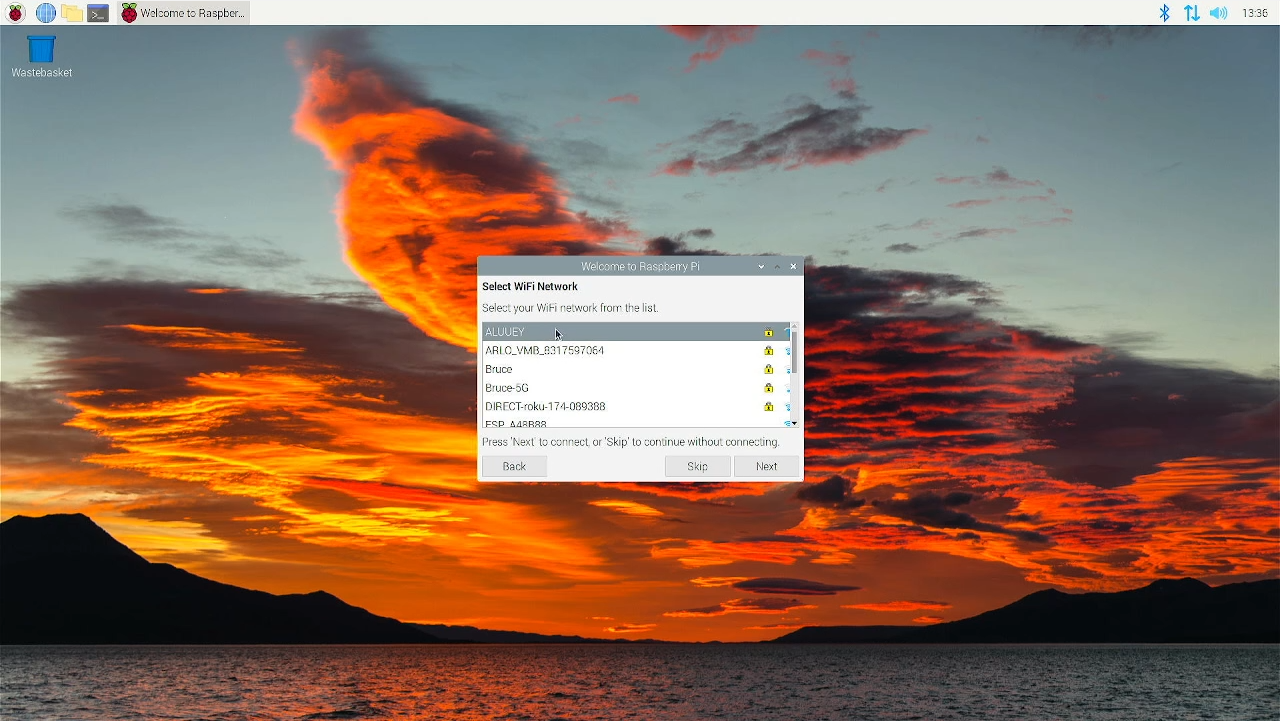 Welcome to Raspber...
13:36
Wastebasket
Welcome to Raspberry Pi
Select WiFi Network
Select your WiFi network from the list.
ALUUEY
ARLO_VMB_8317597064
Bruce
Bruce-5G
DIRECT-roku-174-089388
ESP_A48B88
Press 'Next' to connect, or 'Skip' to continue without connecting.
Back
Skip
Next